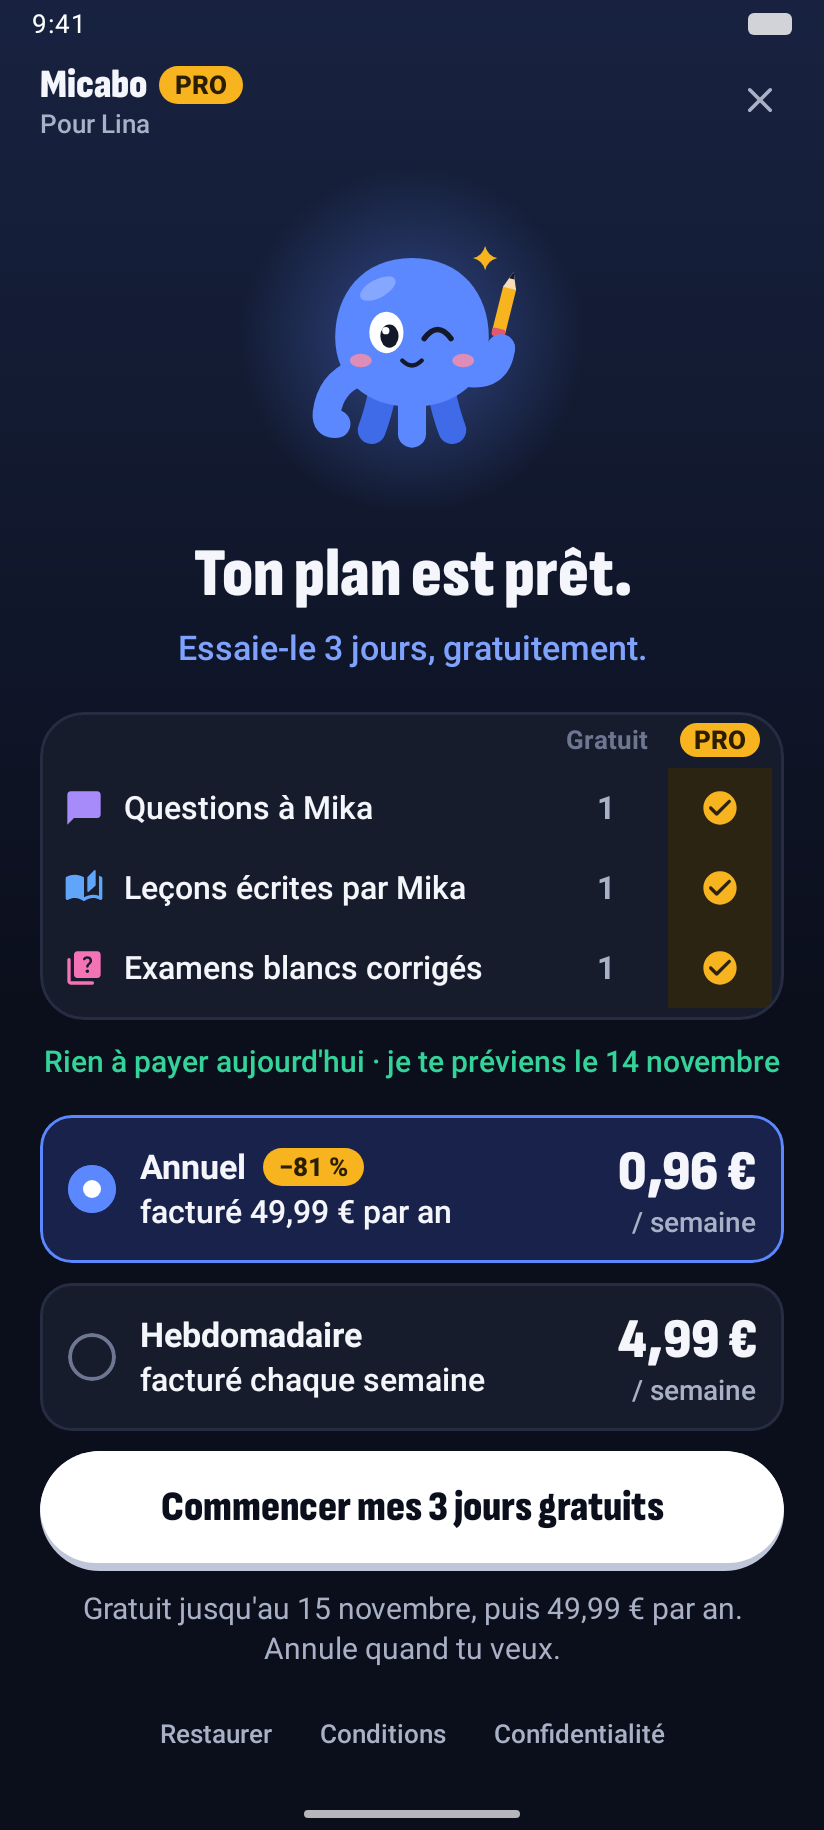 9:41
Micabo PRO
Pour Lina
Ton plan est prêt.
Essaie-le 3 jours, gratuitement.
Gratuit PRO
Questions à Mika 1
Leçons écrites par Mika 1
? Examens blancs corrigés 1
Rien à payer aujourd'hui · je te préviens le 14 novembre
Annuel −81 % 0,96 €
facturé 49,99 € par an / semaine
Hebdomadaire 4,99 €
facturé chaque semaine / semaine
Commencer mes 3 jours gratuits
Gratuit jusqu'au 15 novembre, puis 49,99 € par an.
Annule quand tu veux.
Restaurer Conditions Confidentialité